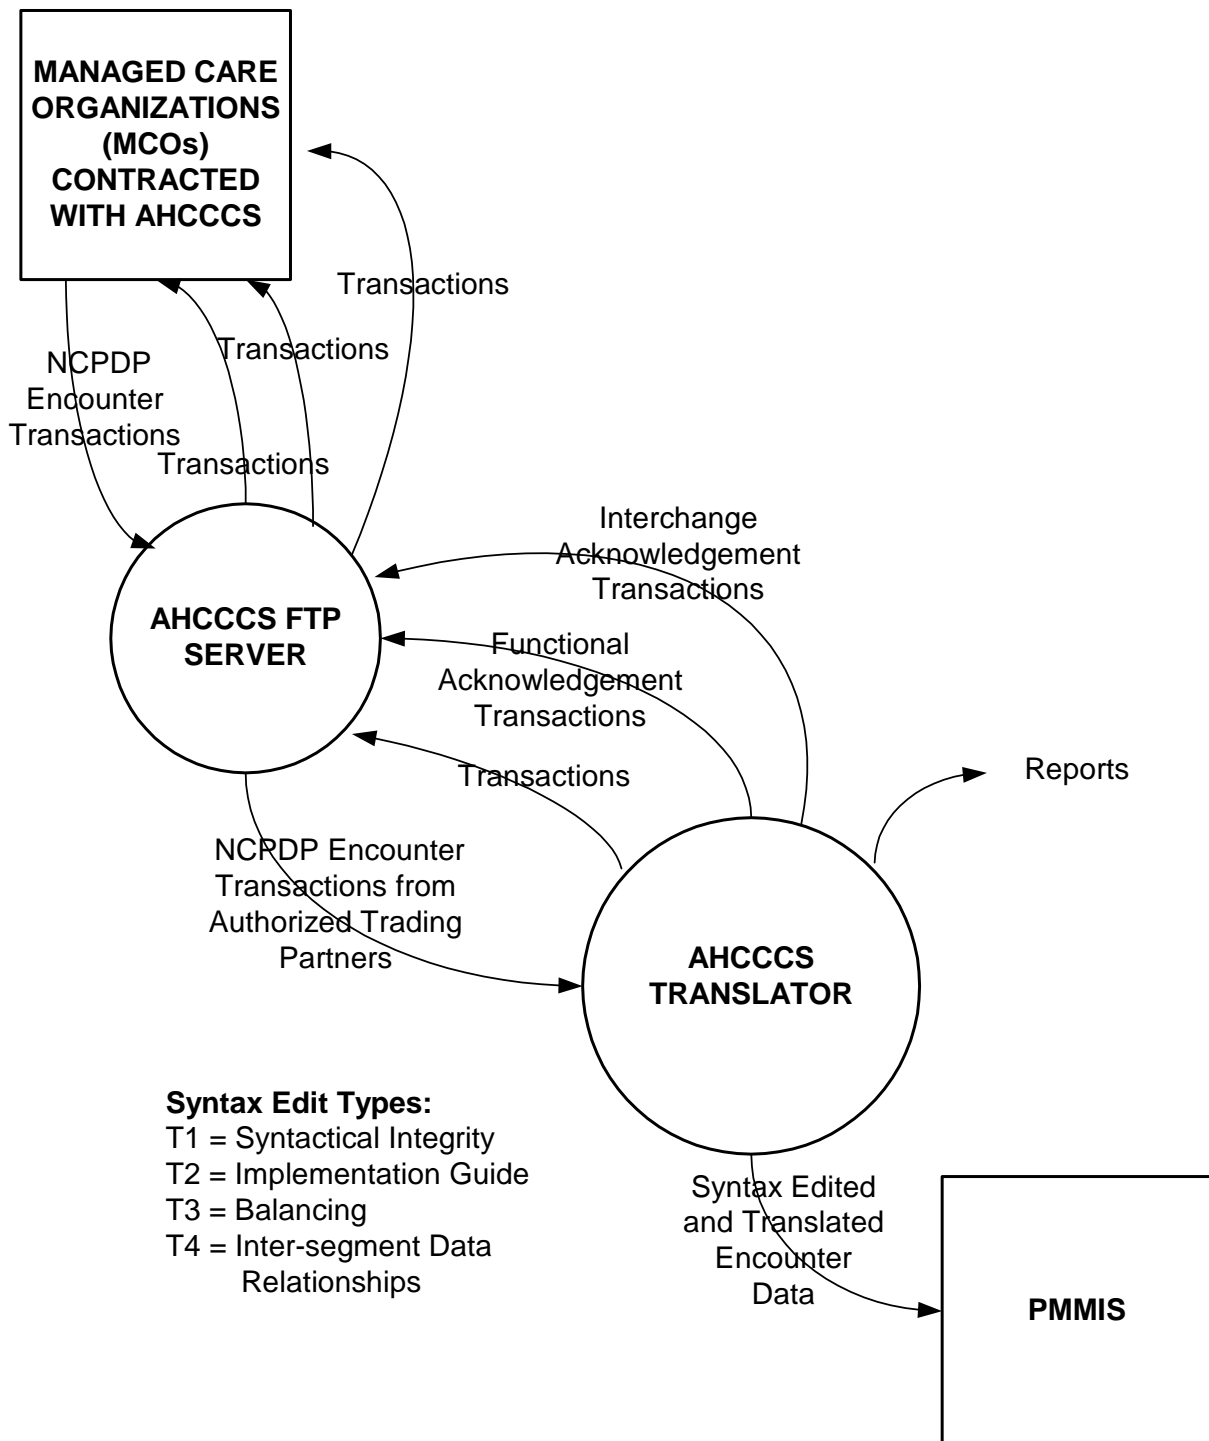 MANAGED CARE
ORGANIZATIONS
(MCOs)
CONTRACTED
WITH AHCCCS
Transactions
Transactions
NCPDP
Encounter
Transactions
Transactions
Interchange
Acknowledgement
Transactions
AHCCCS FTP
SERVER
Functional
Acknowledgement
Transactions
Transactions
Reports
NCPDP Encounter
Transactions from
Authorized Trading
Partners
AHCCCS
TRANSLATOR
Syntax Edit Types:
T1 = Syntactical Integrity
T2 = Implementation Guide
T3 = Balancing
T4 = Inter-segment Data
Relationships
Syntax Edited
and Translated
Encounter
Data
PMMIS